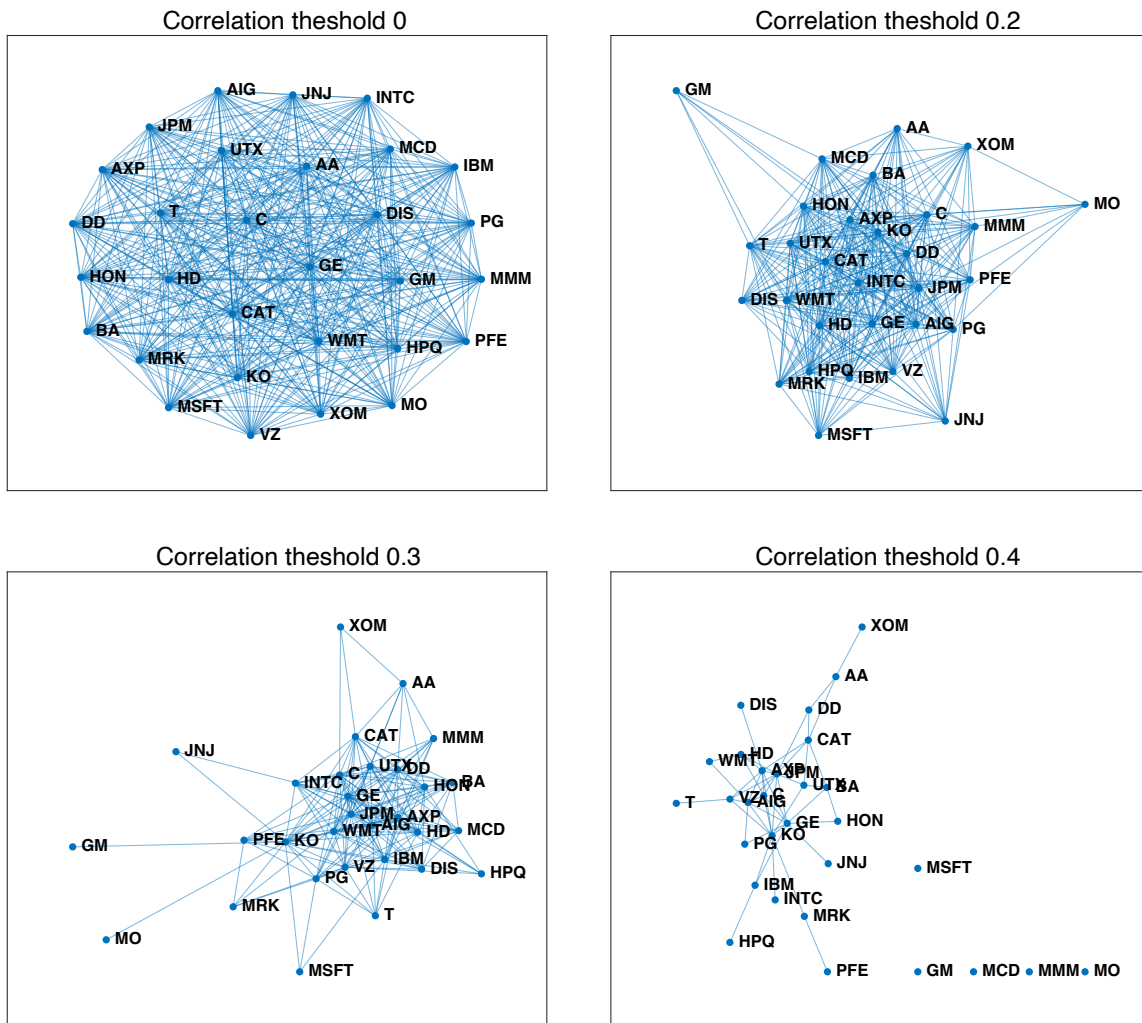 Correlation theshold 0
AIG
JNJ
INTC
JPM
UTX
MCD
AXP
AA
IBM
T
C
DIS
DD
PG
GE
HON
HD
GM
MMM
CAT
BA
WMT
PFE
MRK
HPQ
KO
MSFT
XOM
MO
VZ
Correlation theshold 0.2
GM
AA
XOM
MCD
BA
MO
HON
AXP
C
KO
MMM
T
UTX
DD
CAT
INTC
PFE
JPM
DIS
WMT
HD
GE
AIG
PG
HPQ
VZ
IBM
MRK
JNJ
MSFT
Correlation theshold 0.3
XOM
AA
CAT
MMM
JNJ
UTX
DD
C
INTC
BA
HON
GE
JPM
AXP
AIG
WMT
HD
MCD
PFE
KO
GM
IBM
VZ
DIS
HPQ
PG
MRK
T
MO
MSFT
Correlation theshold 0.4
XOM
AA
DIS
DD
CAT
HD
WMT
AXP
JPM
UTX
BA
C
VZ
AIG
T
GE
HON
KO
PG
JNJ
MSFT
IBM
INTC
MRK
HPQ
PFE
GM
MCD
MMM
MO